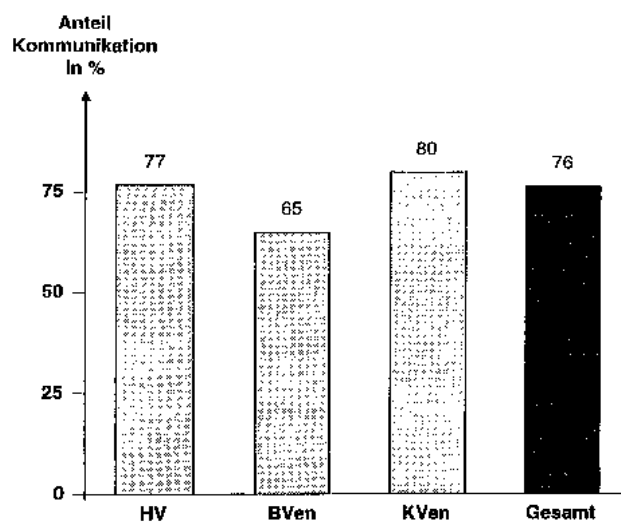 Anteil
Kommunikation
In %
77
65
80
76
75
50
25
0
HV
BVen
KVen
Gesamt